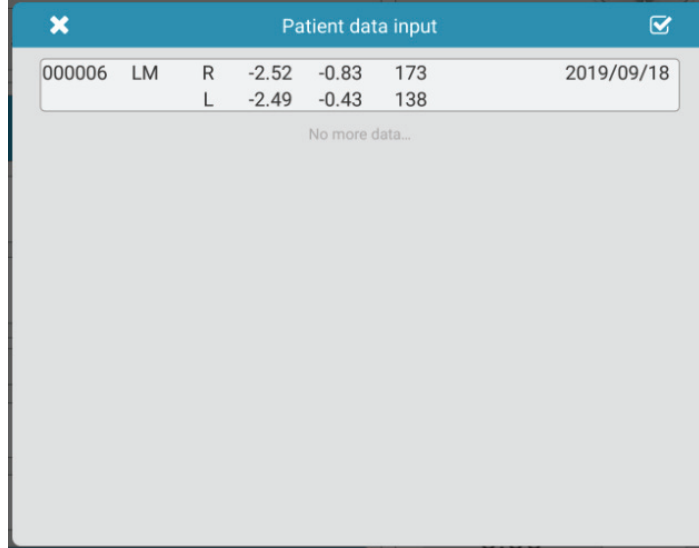 Patient data input
000006 LM R -2.52 -0.83 173 2019/09/18
L -2.49 -0.43 138
No more data...